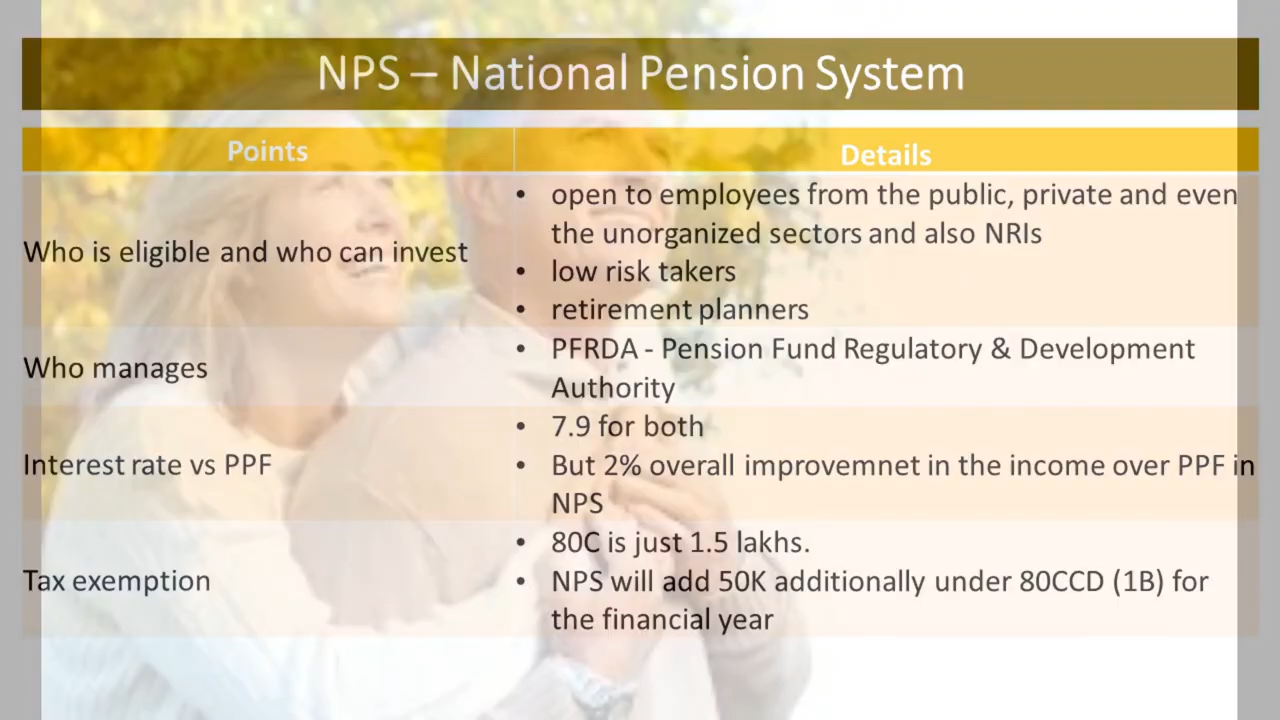 NPS – National Pension System
Points
Details
Who is eligible and who can invest
• open to employees from the public, private and even
the unorganized sectors and also NRIs
• low risk takers
• retirement planners
Who manages
• PFRDA - Pension Fund Regulatory & Development
Authority
Interest rate vs PPF
• 7.9 for both
• But 2% overall improvemnet in the income over PPF in
NPS
Tax exemption
• 80C is just 1.5 lakhs.
• NPS will add 50K additionally under 80CCD (1B) for
the financial year